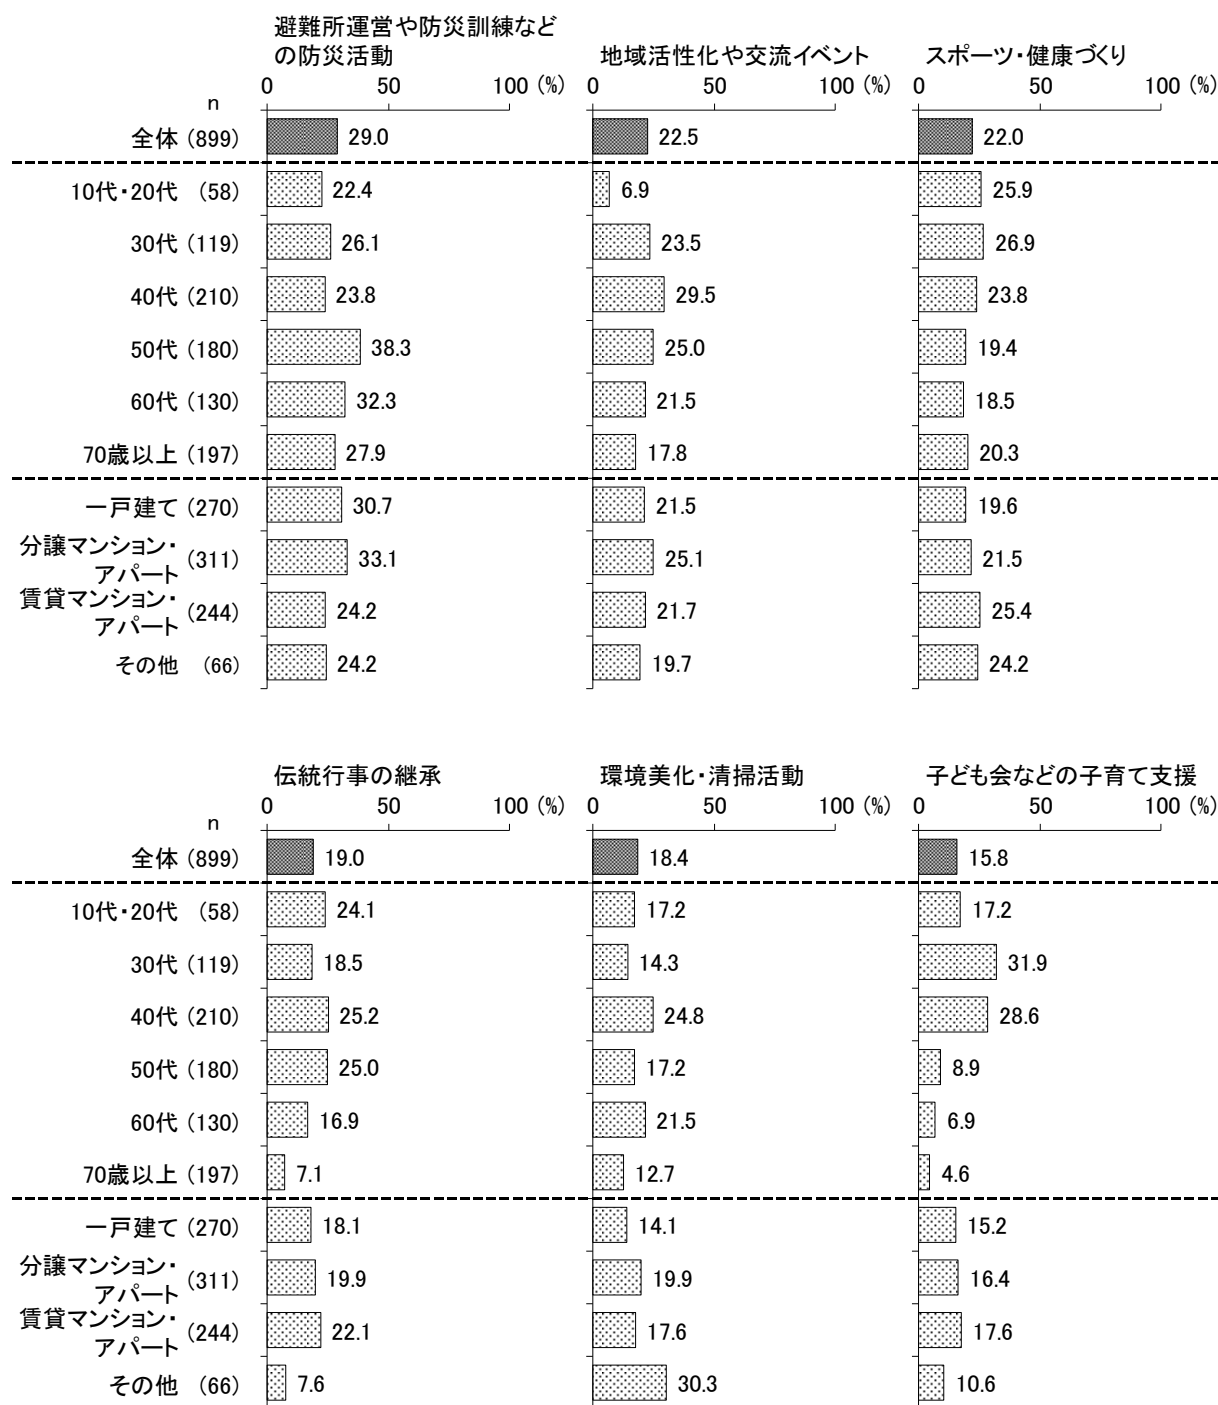 避難所運営や防災訓練など
の防災活動 地域活性化や交流イベント スポーツ・健康づくり
0 50 100 (%) 0 50 100 (%) 0 50 100 (%)
n
全体 (899) 29.0 22.5 22.0
10代・20代 (58) 22.4 6.9 25.9
30代 (119) 26.1 23.5 26.9
40代 (210) 23.8 29.5 23.8
50代 (180) 38.3 25.0 19.4
60代 (130) 32.3 21.5 18.5
70歳以上 (197) 27.9 17.8 20.3
一戸建て (270) 30.7 21.5 19.6
分譲マンション・
アパート (311) 33.1 25.1 21.5
賃貸マンション・
アパート (244) 24.2 21.7 25.4
その他 (66) 24.2 19.7 24.2
伝統行事の継承 環境美化・清掃活動 子ども会などの子育て支援
0 50 100 (%) 0 50 100 (%) 0 50 100 (%)
n
全体 (899) 19.0 18.4 15.8
10代・20代 (58) 24.1 17.2 17.2
30代 (119) 18.5 14.3 31.9
40代 (210) 25.2 24.8 28.6
50代 (180) 25.0 17.2 8.9
60代 (130) 16.9 21.5 6.9
70歳以上 (197) 7.1 12.7 4.6
一戸建て (270) 18.1 14.1 15.2
分譲マンション・
アパート (311) 19.9 19.9 16.4
賃貸マンション・
アパート (244) 22.1 17.6 17.6
その他 (66) 7.6 30.3 10.6